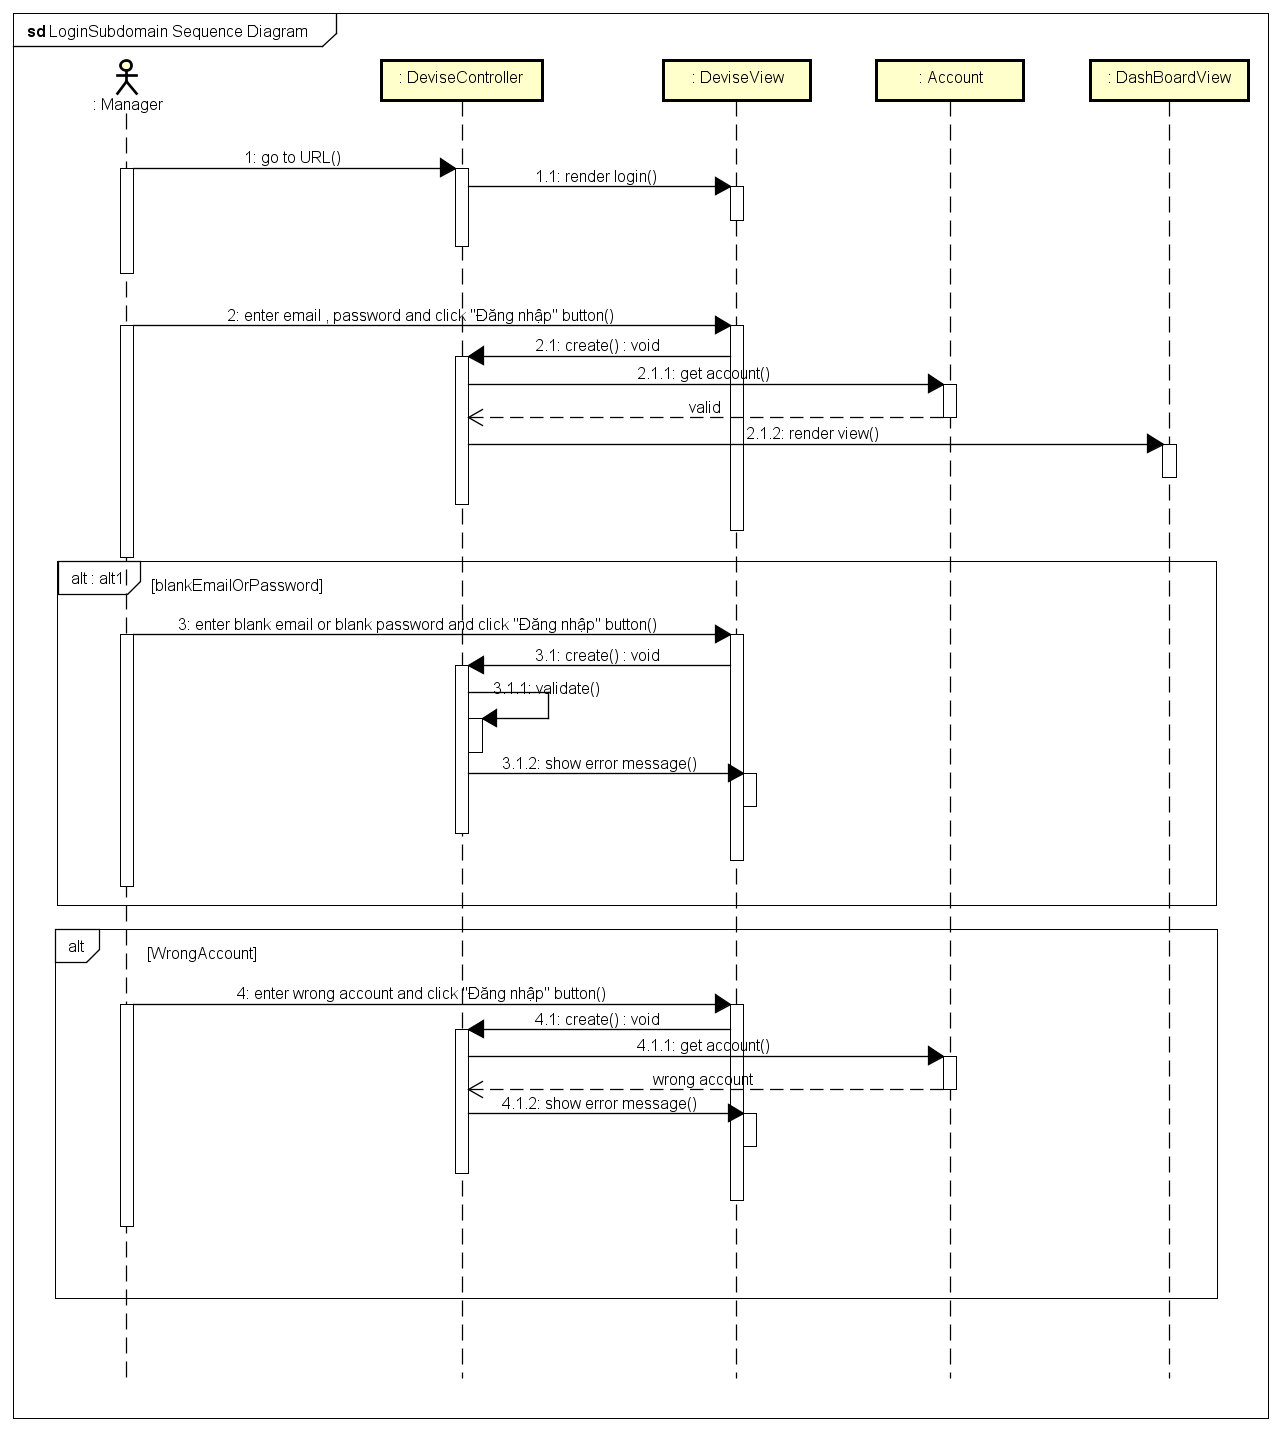 sd LoginSubdomain Sequence Diagram
: Manager
: DeviseController
: DeviseView
: Account
: DashBoardView
1: go to URL()
1.1: render login()
2: enter email , password and click "Đăng nhập" button()
2.1: create() : void
2.1.1: get account()
valid
2.1.2: render view()
alt : alt1
[blankEmailOrPassword]
3: enter blank email or blank password and click "Đăng nhập" button()
3.1: create() : void
3.1.1: validate()
3.1.2: show error message()
alt
[WrongAccount]
4: enter wrong account and click "Đăng nhập" button()
4.1: create() : void
4.1.1: get account()
wrong account
4.1.2: show error message()